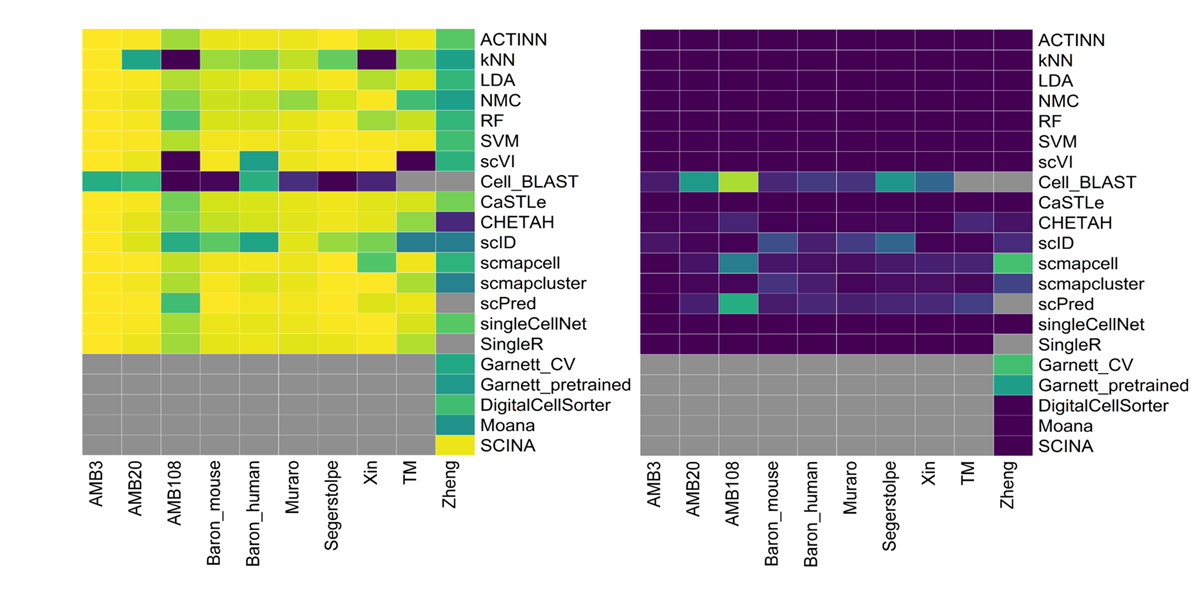 ACTINN
kNN
LDA
NMC
RF
SVM
scVI
Cell_BLAST
CaSTLe
CHETAH
scID
scmapcell
scmapcluster
scPred
singleCellNet
SingleR
Garnett_CV
Garnett_pretrained
DigitalCellSorter
Moana
SCINA
AMB3
AMB20
AMB108
Baron_mouse
Baron_human
Muraro
Segerstolpe
Xin
TM
Zheng
ACTINN
kNN
LDA
NMC
RF
SVM
scVI
Cell_BLAST
CaSTLe
CHETAH
scID
scmapcell
scmapcluster
scPred
singleCellNet
SingleR
Garnett_CV
Garnett_pretrained
DigitalCellSorter
Moana
SCINA
AMB3
AMB20
AMB108
Baron_mouse
Baron_human
Muraro
Segerstolpe
Xin
TM
Zheng